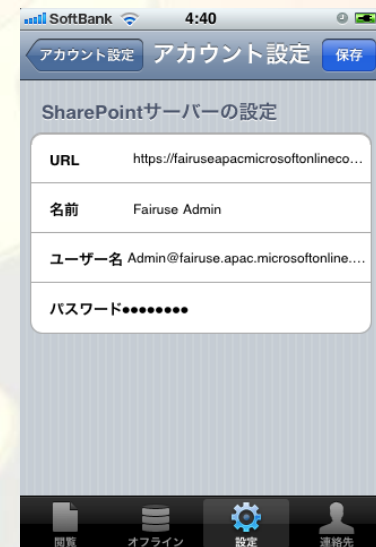 SoftBank 4:40
アカウント設定 アカウント設定 保存
SharePointサーバーの設定
URL https://fairuseapacmicrosoftonlineco...
名前 Fairuse Admin
ユーザー名 Admin@fairuse.apac.microsoftonline....
パスワード••••••••
閲覧 オフライン 設定 連絡先